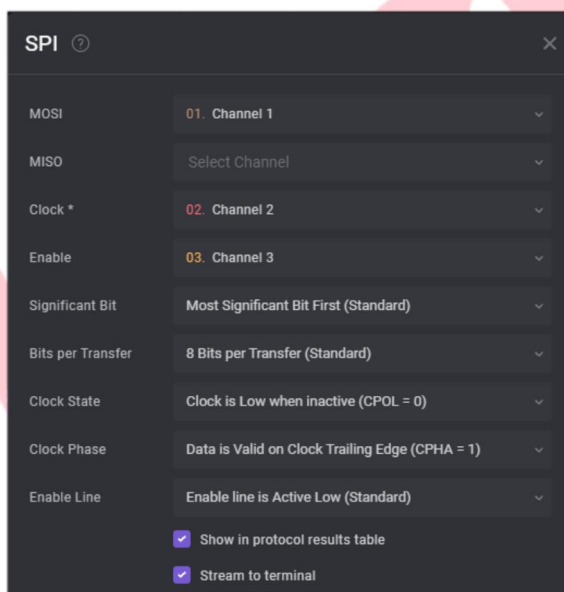 SPI ?
MOSI 01. Channel 1
MISO Select Channel
Clock * 02. Channel 2
Enable 03. Channel 3
Significant Bit Most Significant Bit First (Standard)
Bits per Transfer 8 Bits per Transfer (Standard)
Clock State Clock is Low when inactive (CPOL = 0)
Clock Phase Data is Valid on Clock Trailing Edge (CPHA = 1)
Enable Line Enable line is Active Low (Standard)
Show in protocol results table
Stream to terminal